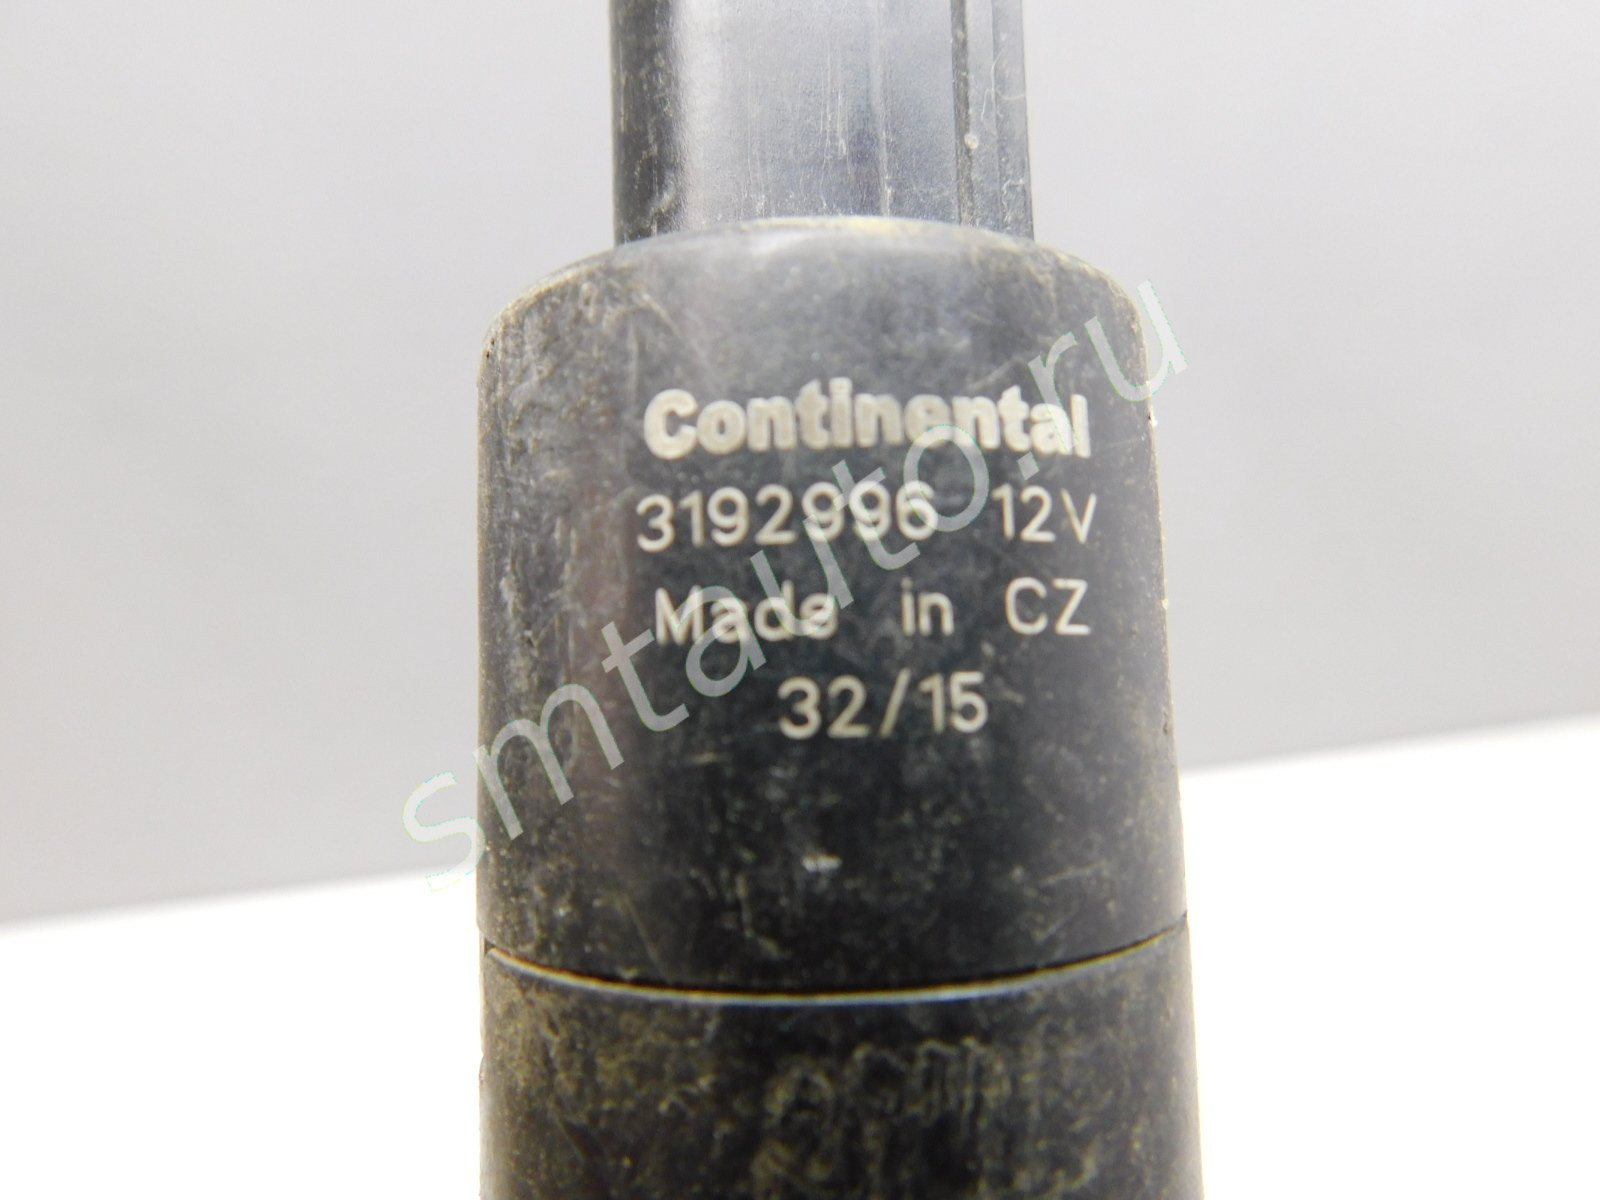 Continental
3192996 12V
Made in CZ
32/15
smtauto.ru